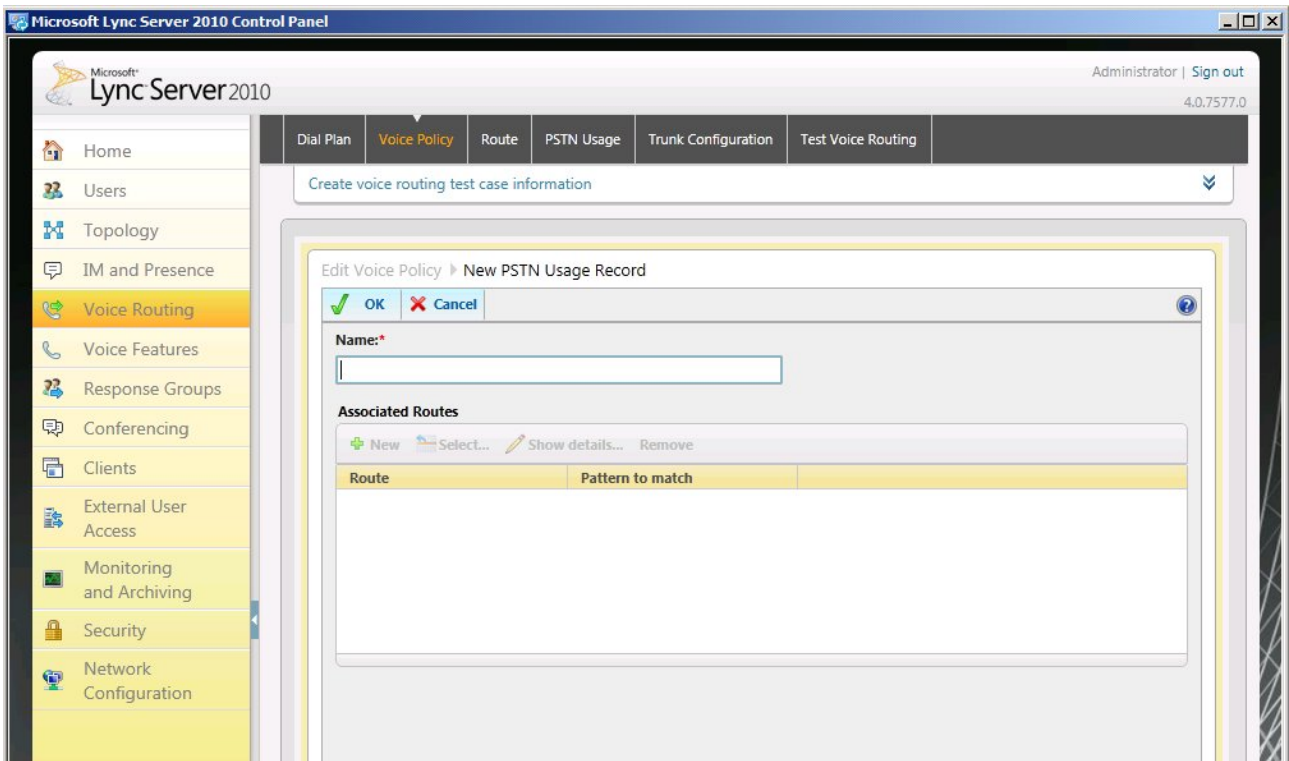 Microsoft Lync Server 2010 Control Panel
Microsoft®
Lync Server 2010
Administrator | Sign out
4.0.7577.0
Home
Users
Topology
IM and Presence
Voice Routing
Voice Features
Response Groups
Conferencing
Clients
External User
Access
Monitoring
and Archiving
Security
Network
Configuration
Dial Plan
Voice Policy
Route
PSTN Usage
Trunk Configuration
Test Voice Routing
Create voice routing test case information
Edit Voice Policy New PSTN Usage Record
OK Cancel
Name:*
Associated Routes
New Select... Show details... Remove
Route Pattern to match